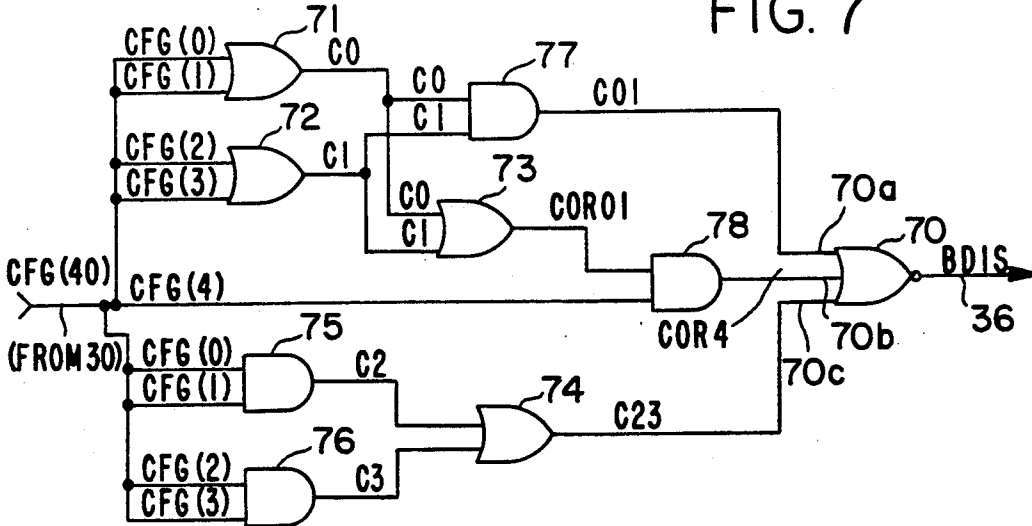 FIG. 7
71
CFG(0)
CFG(1)
C0
77
C0
C1
C01
72
CFG(2)
CFG(3)
C1
73
C0
C1
COR01
78
70a
70
BDIS
36
CFG(40)
(FROM30)
CFG(4)
COR4
70b
70c
75
CFG(0)
CFG(1)
C2
74
C23
76
CFG(2)
CFG(3)
C3